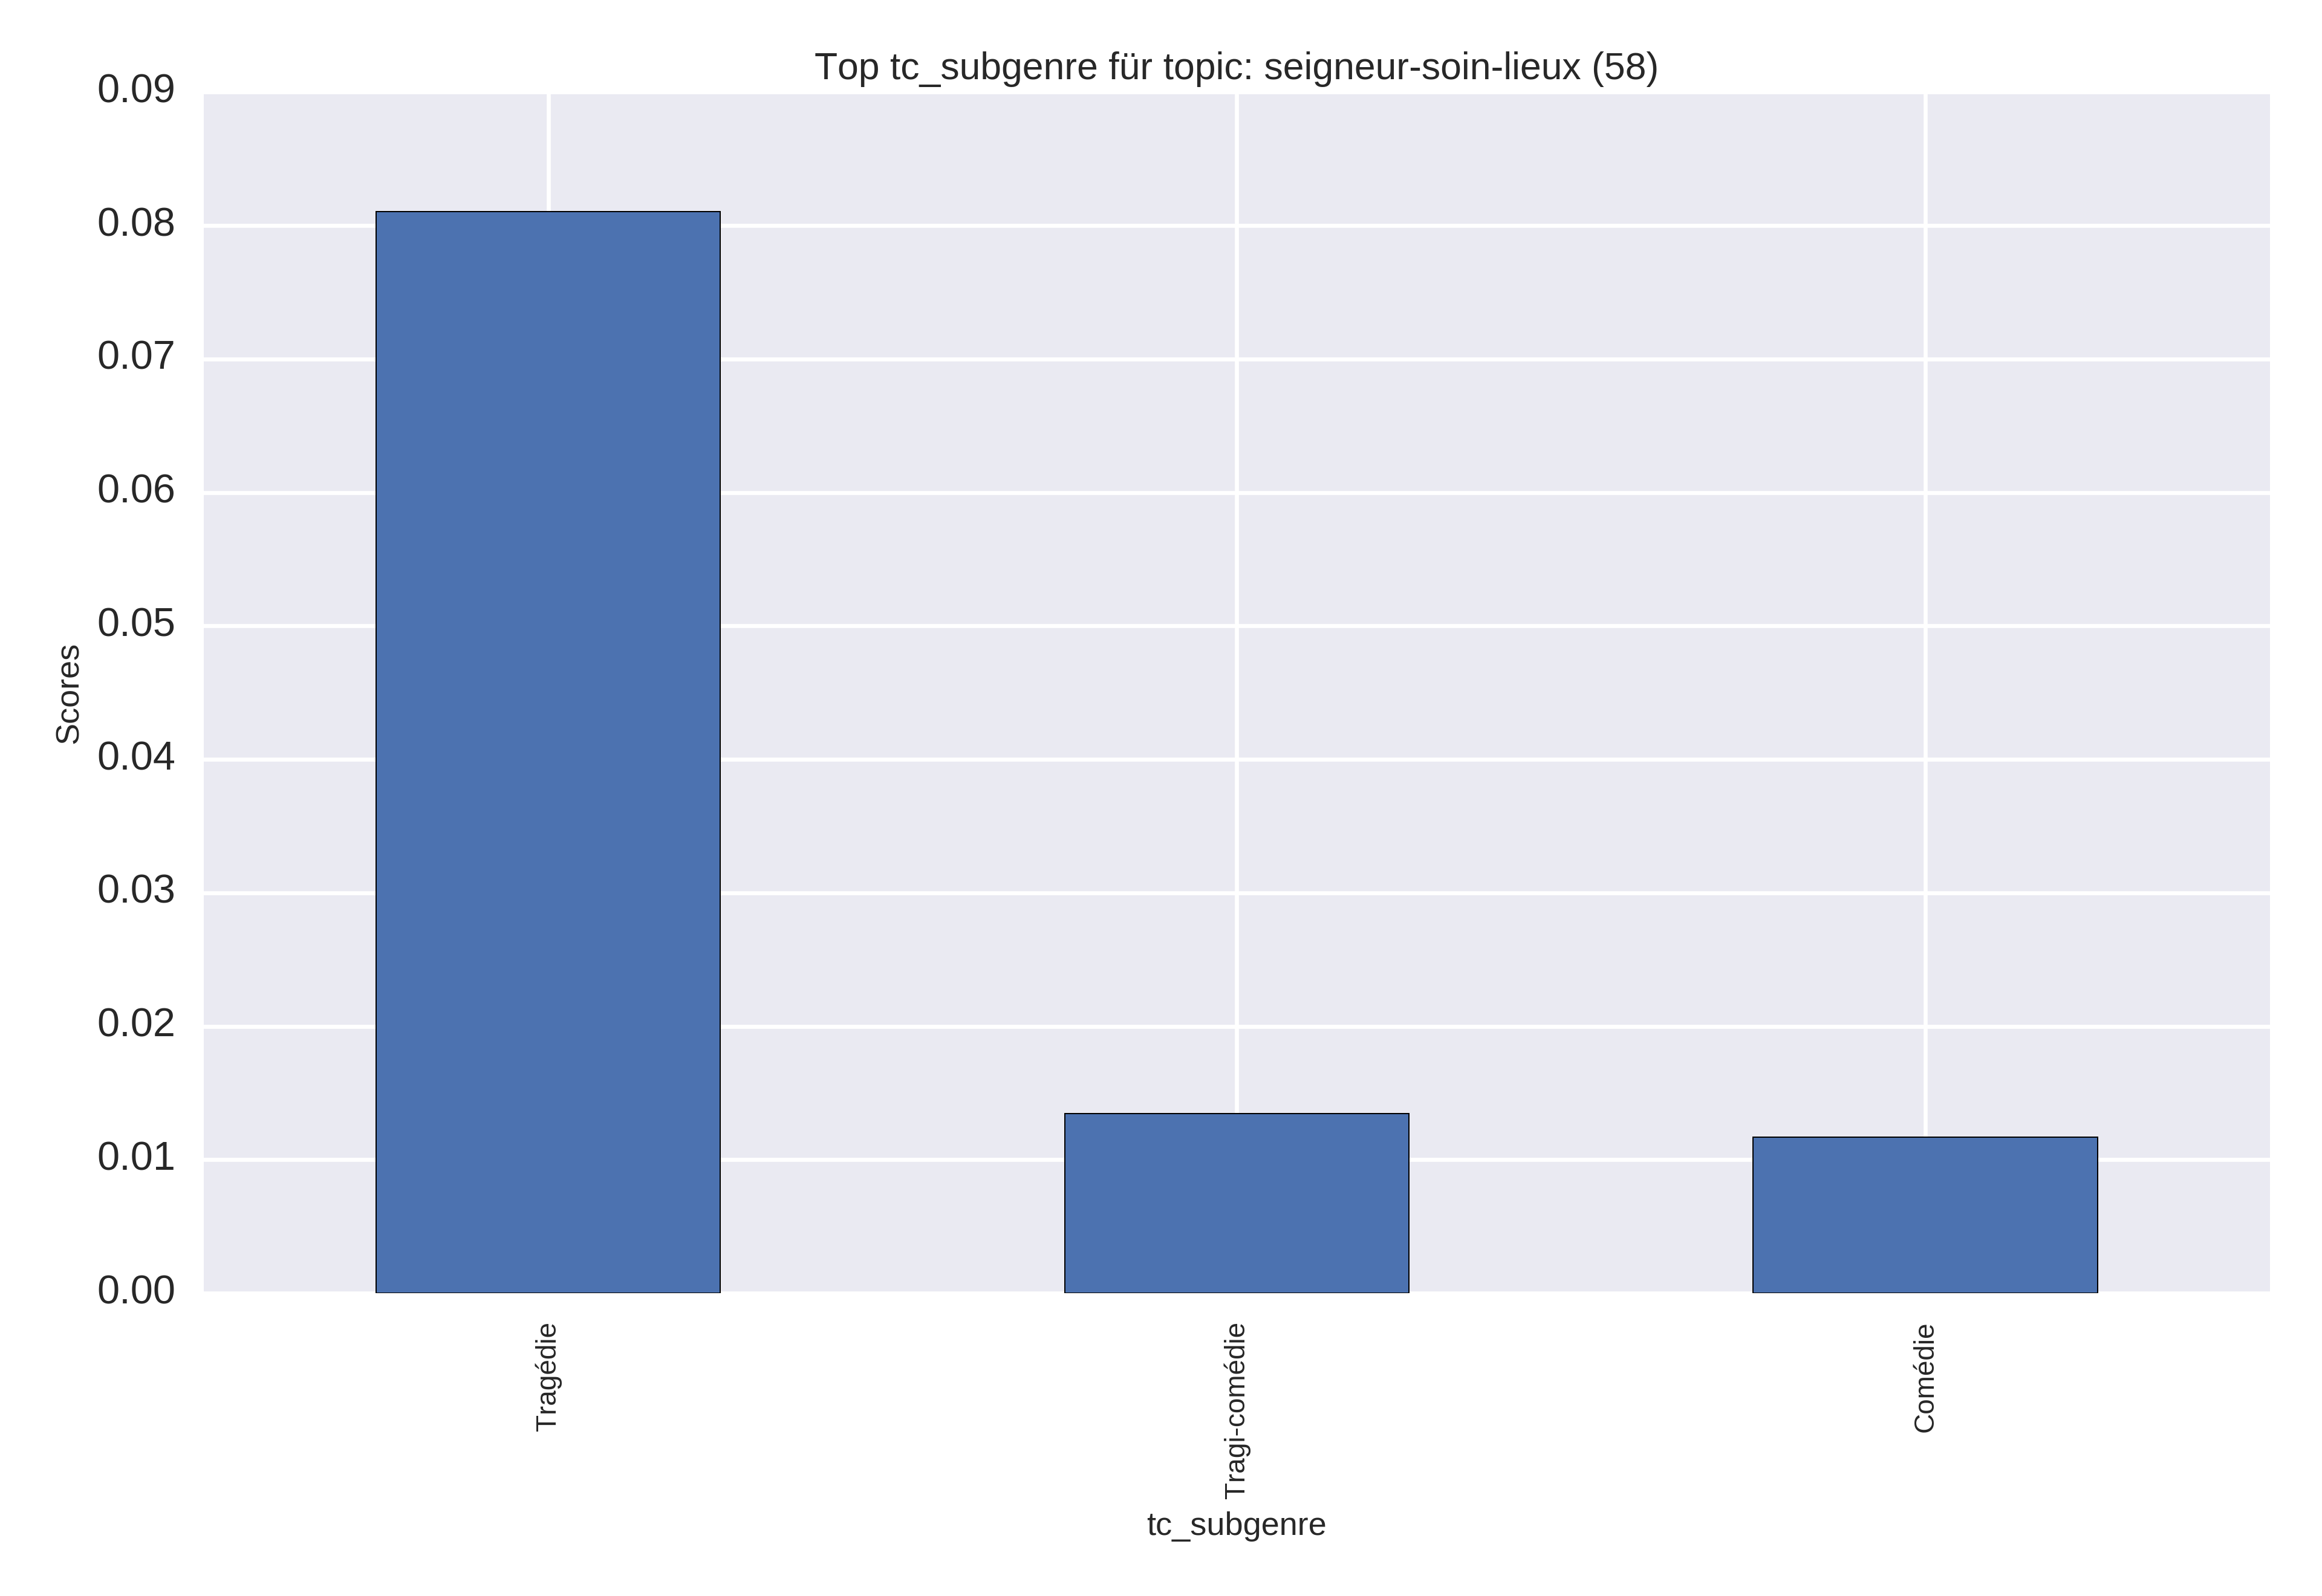 Top tc_subgenre für topic: seigneur-soin-lieux (58)
0.09
0.08
0.07
0.06
0.05
0.04
0.03
0.02
0.01
0.00
Scores
Tragédie
Tragi-comédie
Comédie
tc_subgenre